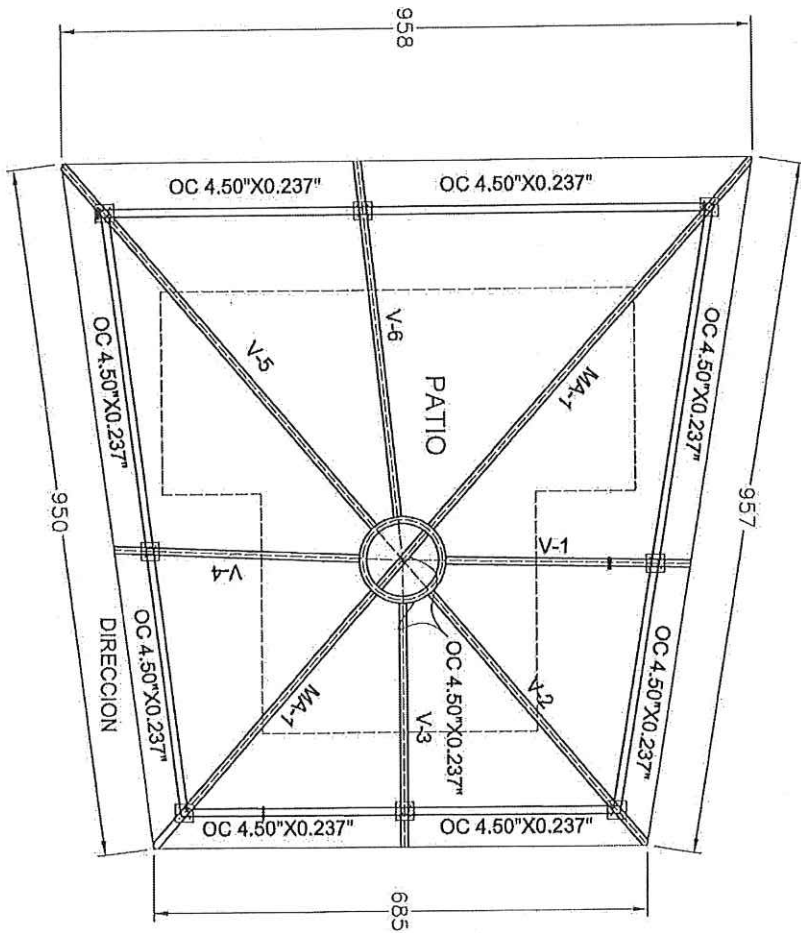 958
OC 4.50"X0.237"
OC 4.50"X0.237"
OC 4.50"X0.237"
V-5
V-6
PATIO
MA-1
OC 4.50"X0.237"
950
957
V-4
V-1
OC 4.50"X0.237"
DIRECCION
MA-1
V-3
OC 4.50"X0.237"
V-2
OC 4.50"X0.237"
OC 4.50"X0.237"
OC 4.50"X0.237"
685